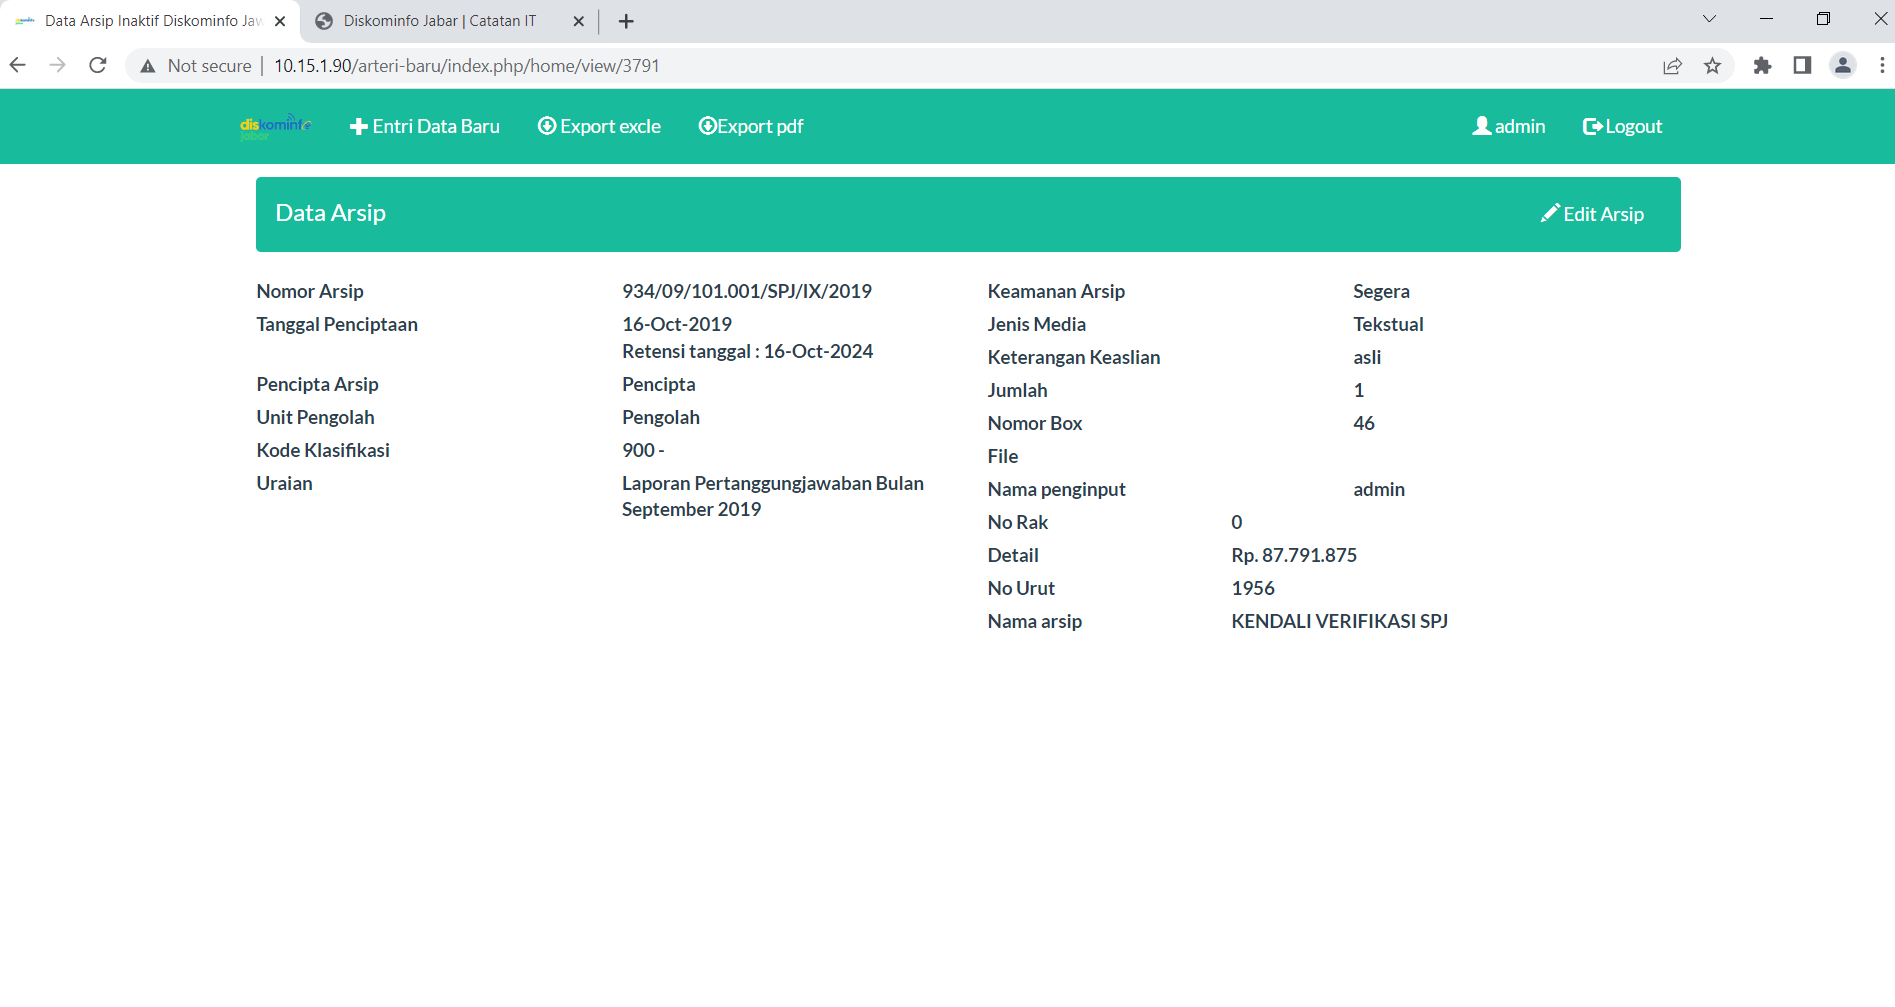 Data Arsip Inaktif Diskominfo Jaw
Diskominfo Jabar | Catatan IT
Not secure | 10.15.1.90/arteri-baru/index.php/home/view/3791
diskominfo
jabar
Entri Data Baru
Export excle
Export pdf
admin
Logout
Data Arsip
Edit Arsip
Nomor Arsip 934/09/101.001/SPJ/IX/2019
Tanggal Penciptaan 16-Oct-2019
Retensi tanggal : 16-Oct-2024
Pencipta Arsip Pencipta
Unit Pengolah Pengolah
Kode Klasifikasi 900 -
Uraian Laporan Pertanggungjawaban Bulan
September 2019
Keamanan Arsip Segera
Jenis Media Tekstual
Keterangan Keaslian asli
Jumlah 1
Nomor Box 46
File
Nama penginput admin
No Rak 0
Detail Rp. 87.791.875
No Urut 1956
Nama arsip KENDALI VERIFIKASI SPJ